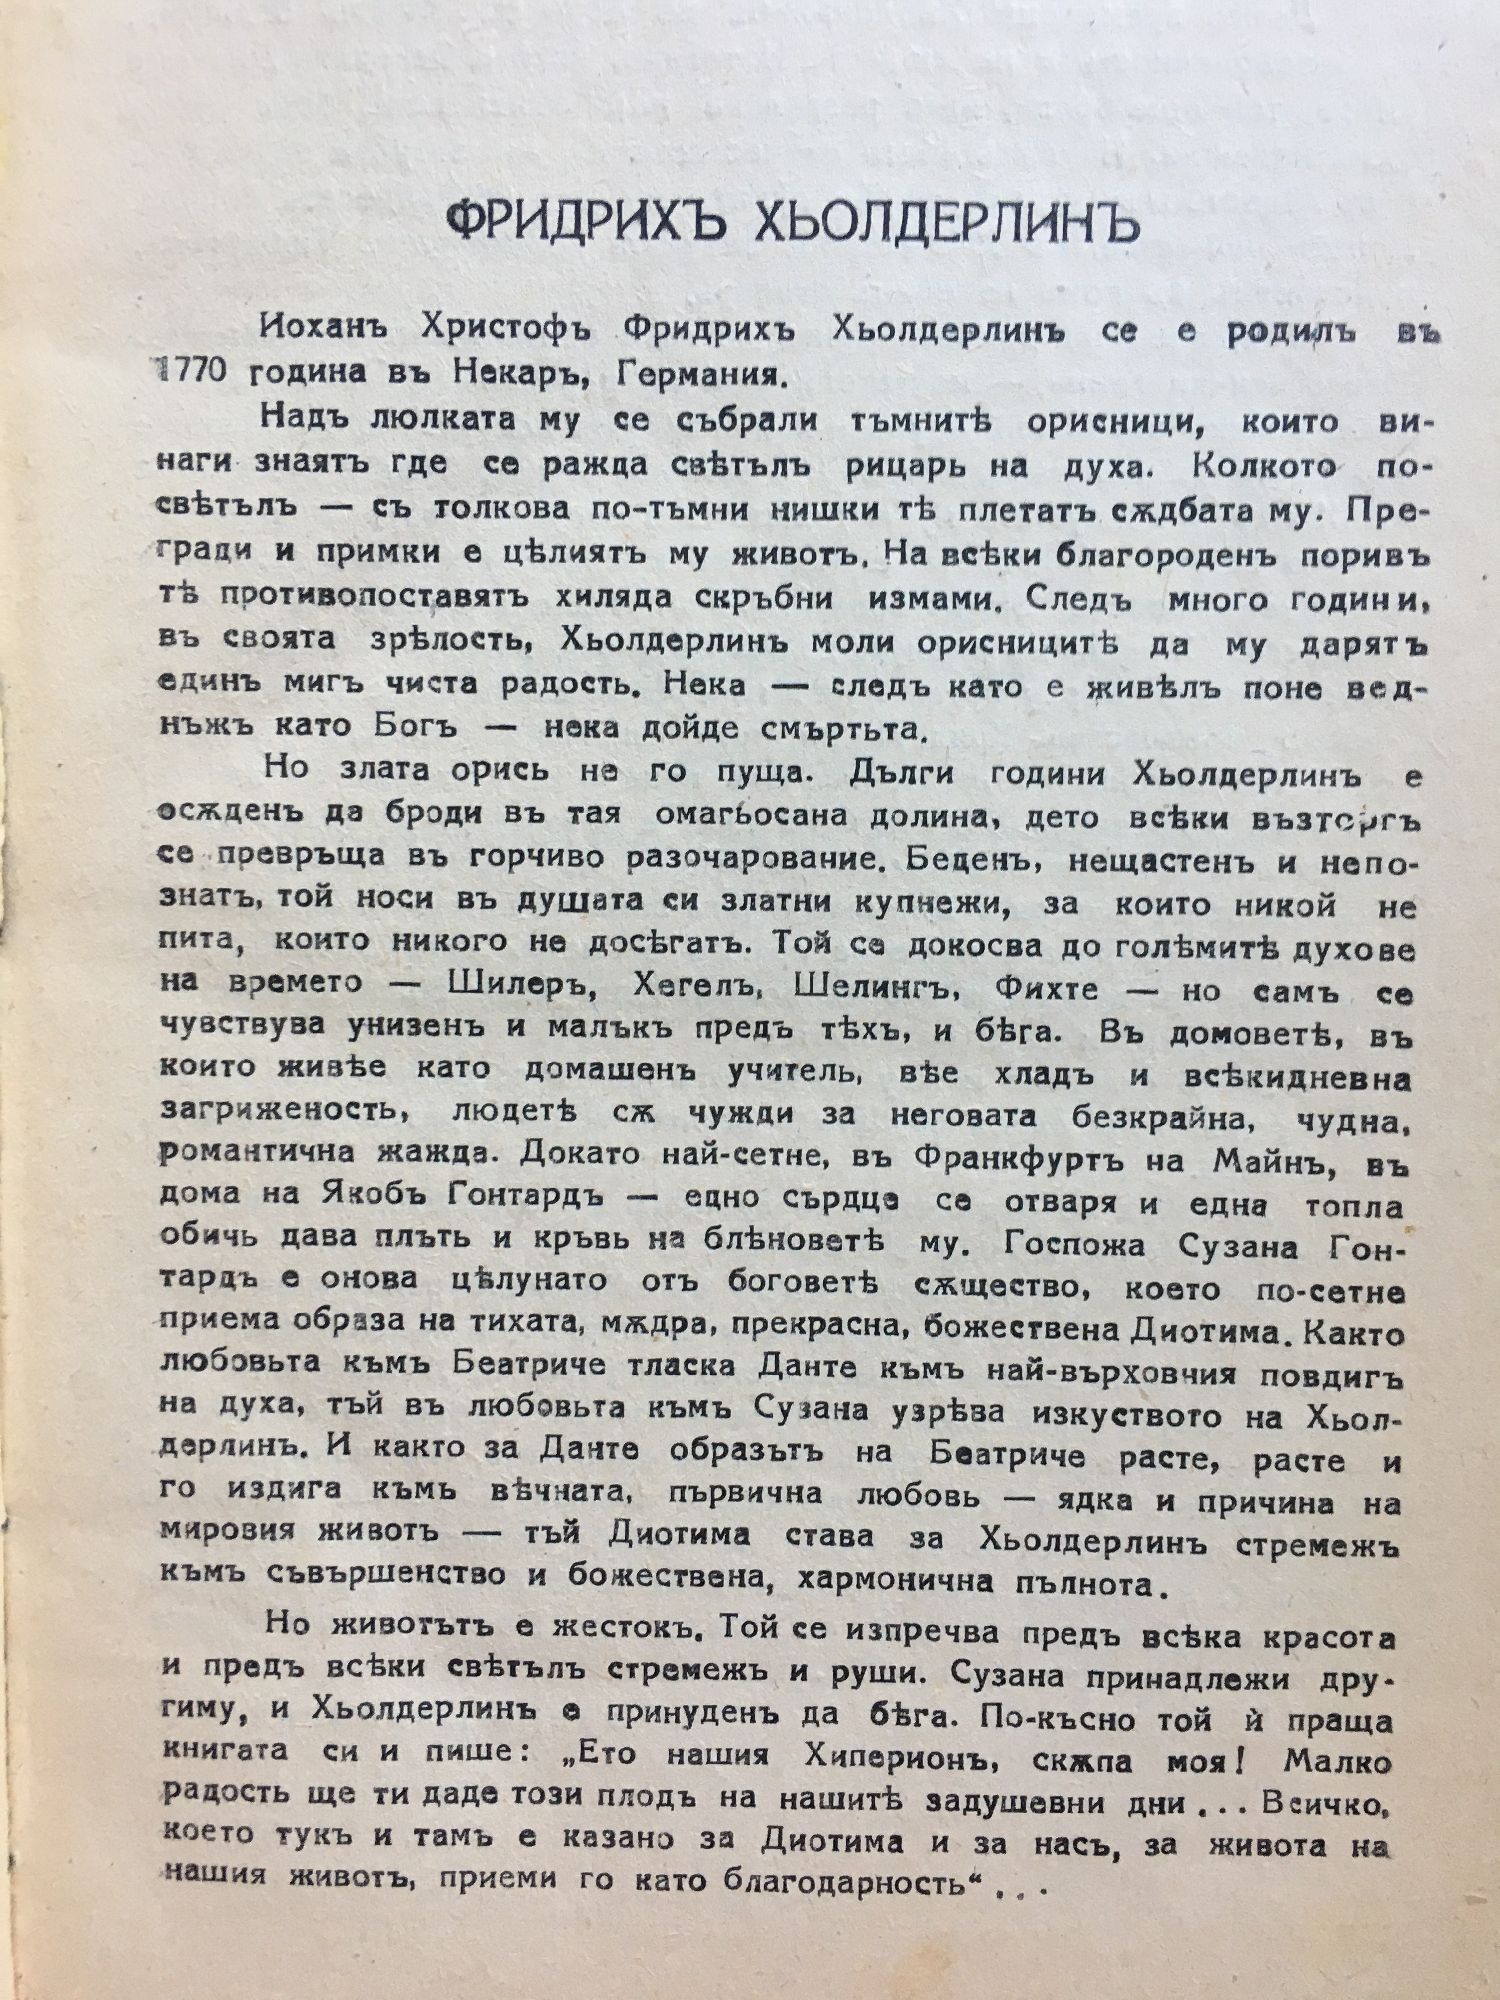 ФРИДРИХЪ ХЬОЛДЕРЛИНЪ
Иоханъ Христофъ Фридрихъ Хьолдерлинъ се е родилъ въ
1770 година въ Некаръ, Германия.
Надъ люлката му се събрали тъмнитѣ орисници, които ви-
наги знаятъ где се ражда свѣтълъ рицарь на духа. Колкото по-
свѣтълъ — съ толкова по-тъмни нишки тѣ плетатъ сѫдбата му. Пре-
гради и примки е цѣлиятъ му животъ. На всѣки благороденъ поривъ
тѣ противопоставятъ хиляда скръбни измами. Следъ много години,
въ своята зрѣлость, Хьолдерлинъ моли орисницитѣ да му дарятъ
единъ мигъ чиста радость. Нека — следъ като е живѣлъ поне вед-
нъжъ като Богъ — нека дойде смъртьта.
Но злата орись не го пуща. Дълги години Хьолдерлинъ е
осѫденъ да броди въ тая омагьосана долина, дето всѣки възторгъ
се превръща въ горчиво разочарование. Беденъ, нещастенъ и непо-
знатъ, той носи въ душата си златни купнежи, за които никой не
пита, които никого не досѣгатъ. Той се докосва до голѣмитѣ духове
на времето — Шилеръ, Хегелъ, Шелингъ, Фихте — но самъ се
чувствува унизенъ и малъкъ предъ тѣхъ, и бѣга. Въ домоветѣ, въ
които живѣе като домашенъ учитель, вѣе хладъ и всѣкидневна
загриженость, людетѣ сѫ чужди за неговата безкрайна, чудна,
романтична жажда. Докато най-сетне, въ Франкфуртъ на Майнъ, въ
дома на Якобъ Гонтардъ — едно сърдце се отваря и една топла
обичь дава плъть и кръвь на блѣноветѣ му. Госпожа Сузана Гон-
тардъ е онова цѣлунато отъ боговетѣ сѫщество, което по-сетне
приема образа на тихата, мѫдра, прекрасна, божествена Диотима. Както
любовьта къмъ Беатриче тласка Данте къмъ най-върховния повдигъ
на духа, тъй въ любовьта къмъ Сузана узрѣва изкуството на Хьол-
дерлинъ. И както за Данте образътъ на Беатриче расте, расте и
го издига къмь вѣчната, първична любовь — ядка и причина на
мировия животъ — тъй Диотима става за Хьолдерлинъ стремежъ
къмъ съвършенство и божествена, хармонична пълнота.
Но животътъ е жестокъ. Той се изпречва предъ всѣка красота
и предъ всѣки свѣтълъ стремежъ и руши. Сузана принадлежи дру-
гиму, и Хьолдерлинъ е принуденъ да бѣга. По-късно той ѝ праща
книгата си и пише: „Ето нашия Хиперионъ, скѫпа моя! Малко
радость ще ти даде този плодъ на нашитѣ задушевни дни... Всичко,
което тукъ и тамъ е казано за Диотима и за насъ, за живота на
нашия животъ, приеми го като благодарность“...